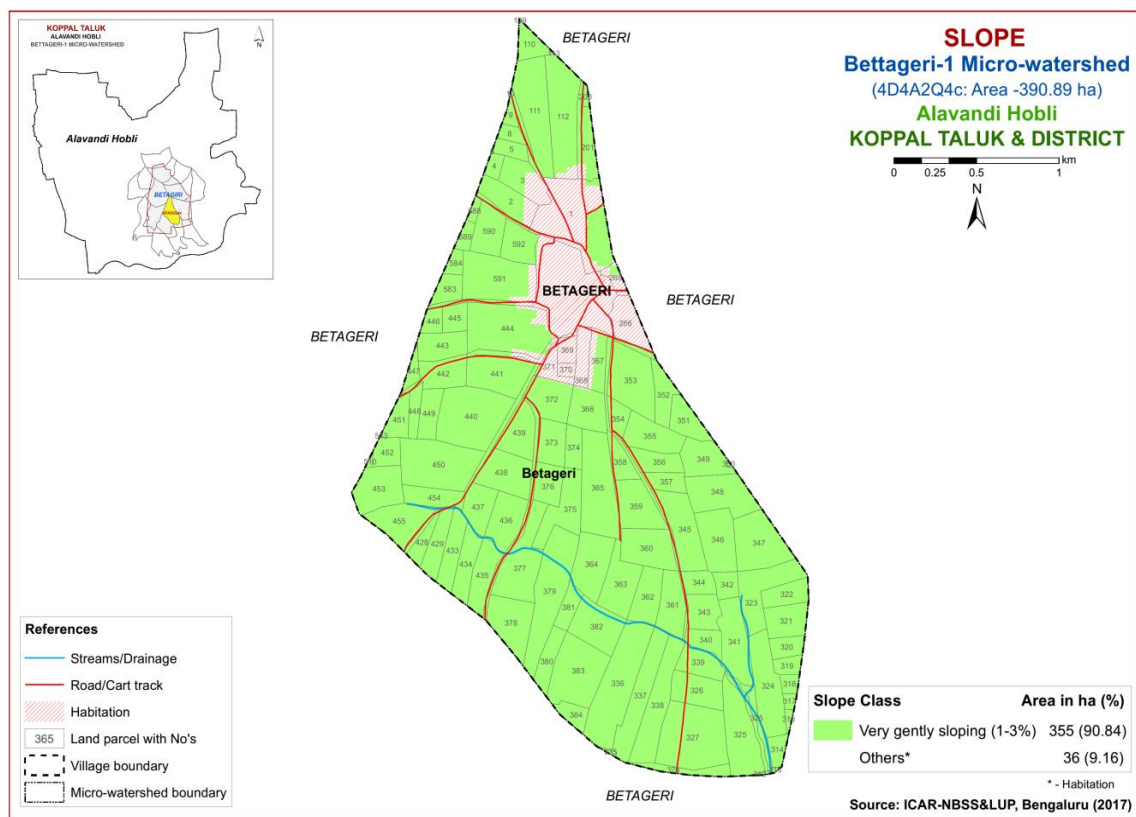 KOPPAL TALUK
ALAVANDI HOBLI
BETTAGERI-1 MICRO-WATERSHED
N
Alavandi Hobli
BETAGIRI
SLOPE
Bettageri-1 Micro-watershed
(4D4A2Q4c: Area -390.89 ha)
Alavandi Hobli
KOPPAL TALUK & DISTRICT
km
0 0.25 0.5 1
N
BETAGERI
110
111 112
201
8
5
4
3
2 1
588
590
589 592
584
591
583
BETAGERI
BETAGERI
BETAGERI
266
446 445
444
443
369
367
371 370
368
447
442 441
353
352
372
366
351
448 449 440
451
354
439
355
373 374
452
450
438
358 356 349
350
Betageri
357
453
376
365
348
454
437
375
359
455
436
345
346
347
428 429 433
434
435
377
364
360
363
344 342
379
362 361
343
323
322
381
321
378
382
340 341
320
380
383
339
319
336
337
338
326
324
318
317
384
325
327
314
BETAGERI
References
Streams/Drainage
Road/Cart track
Habitation
365 Land parcel with No's
Village boundary
Micro-watershed boundary
Slope Class Area in ha (%)
Very gently sloping (1-3%) 355 (90.84)
Others* 36 (9.16)
* - Habitation
Source: ICAR-NBSS&LUP, Bengaluru (2017)